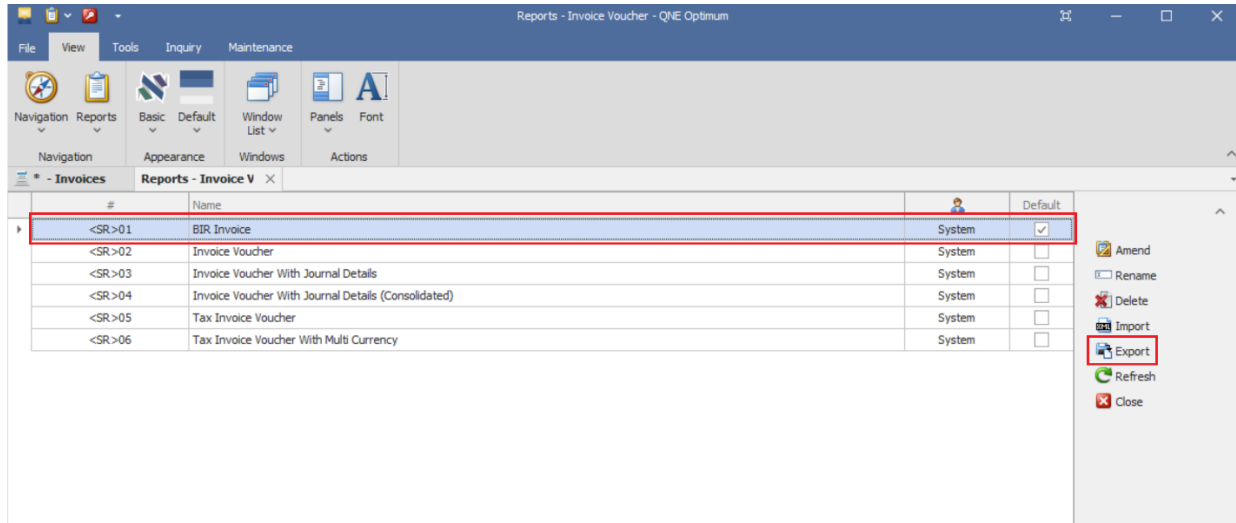 Reports - Invoice Voucher - QNE Optimum
File View Tools Inquiry Maintenance
Navigation Reports Basic Default Window List Panels Font
Navigation Appearance Windows Actions
* - Invoices Reports - Invoice V
# Name Default
<SR>01 BIR Invoice System
<SR>02 Invoice Voucher System
<SR>03 Invoice Voucher With Journal Details System
<SR>04 Invoice Voucher With Journal Details (Consolidated) System
<SR>05 Tax Invoice Voucher System
<SR>06 Tax Invoice Voucher With Multi Currency System
Amend
Rename
Delete
Import
Export
Refresh
Close